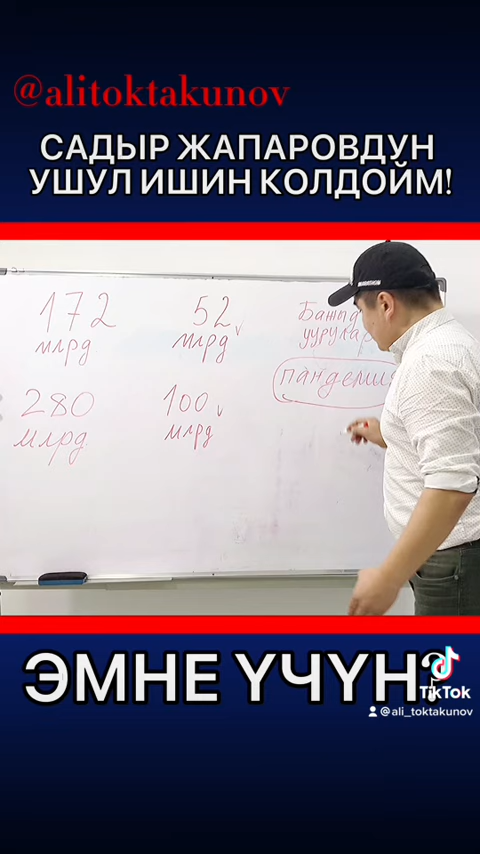 @alitoktakunov
САДЫР ЖАПАРОВДУН
УШУЛ ИШИН КОЛДОЙМ!
172
млрд
52
млрд
280
млрд
100
млрд
уурулар
пандемия
ЭМНЕ ҮЧҮН?
TikTok
@ali_toktakunov